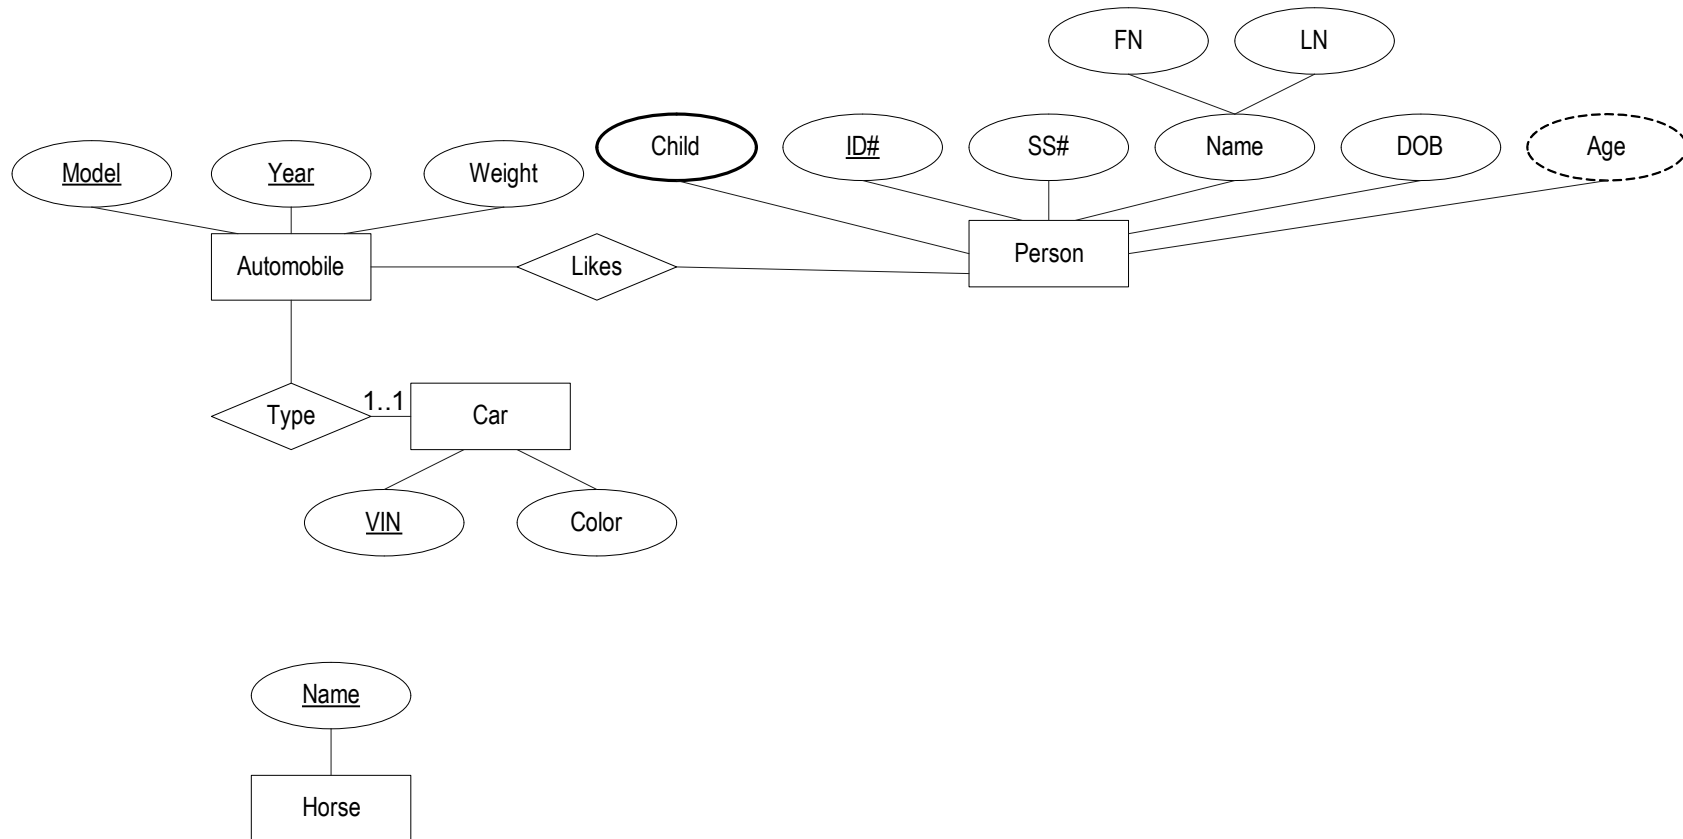 FN
LN
Child
ID#
SS#
Name
DOB
Age
Model
Year
Weight
Automobile
Likes
Person
Type
1..1
Car
VIN
Color
Name
Horse